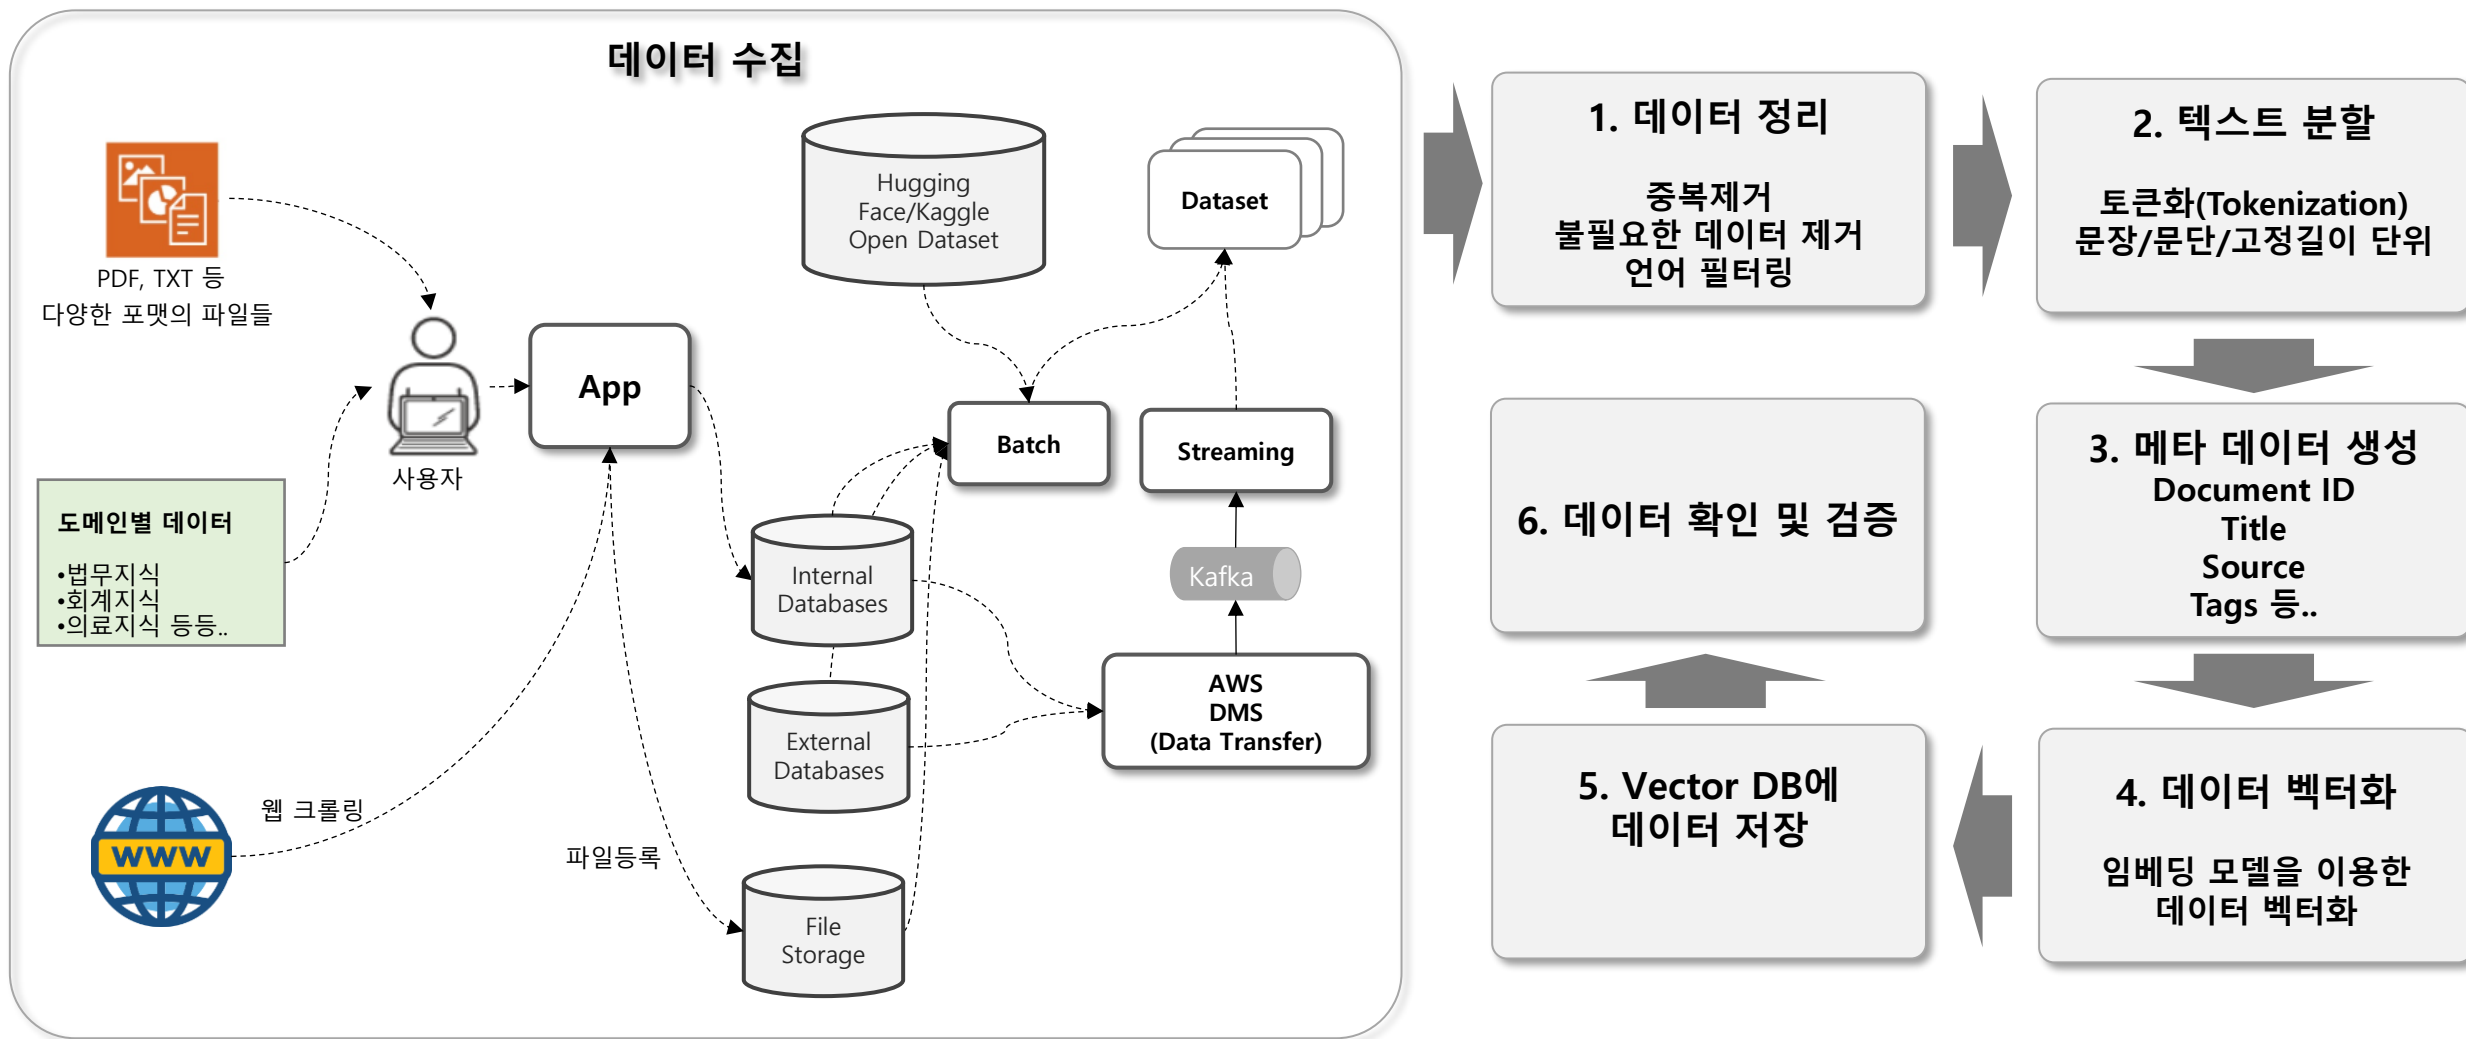 데이터 수집
PDF, TXT 등
다양한 포맷의 파일들
사용자
도메인별 데이터
•법무지식
•회계지식
•의료지식 등등..
WWW
웹 크롤링
App
파일등록
Hugging
Face/Kaggle
Open Dataset
Dataset
Batch
Streaming
Kafka
Internal
Databases
External
Databases
File
Storage
AWS
DMS
(Data Transfer)
1. 데이터 정리
중복제거
불필요한 데이터 제거
언어 필터링
2. 텍스트 분할
토큰화(Tokenization)
문장/문단/고정길이 단위
3. 메타 데이터 생성
Document ID
Title
Source
Tags 등..
4. 데이터 벡터화
임베딩 모델을 이용한
데이터 벡터화
5. Vector DB에
데이터 저장
6. 데이터 확인 및 검증